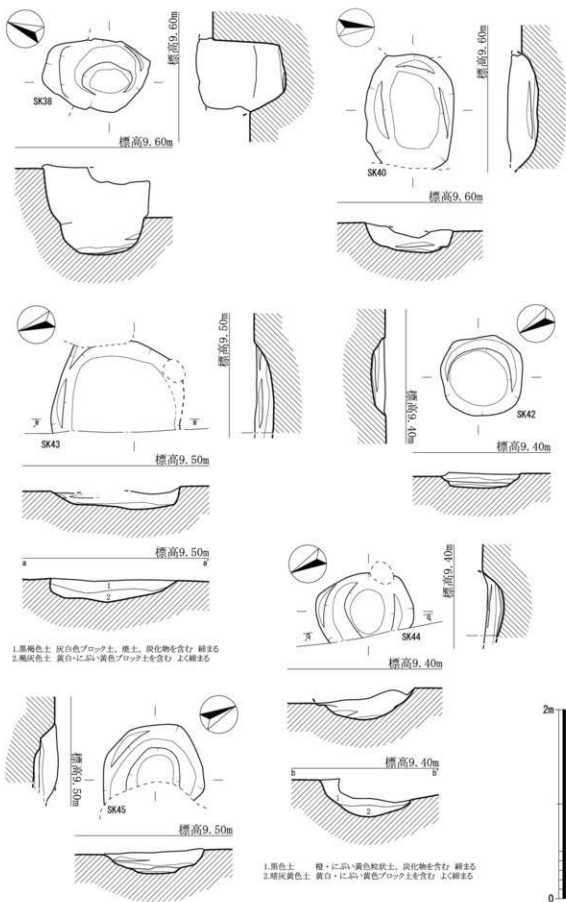 標高9.60m
SK38
標高9.60m
標高9.60m
SK40
標高9.60m
標高9.50m
a
a'
SK43
標高9.50m
標高9.50m
a
a'
1
2
1.黒褐色土 灰白色ブロック土、焼土、炭化物を含む 締まる
2.褐灰色土 黄白・にぶい黄色ブロック土を含む よく締まる
標高9.40m
SK42
標高9.40m
標高9.40m
SK44
標高9.40m
標高9.40m
b
b'
1
2
1.黒色土 橙・にぶい黄色粒状土、炭化物を含む 締まる
2.暗灰黄色土 黄白・にぶい黄色ブロック土を含む よく締まる
標高9.50m
SK45
標高9.50m
2m
0